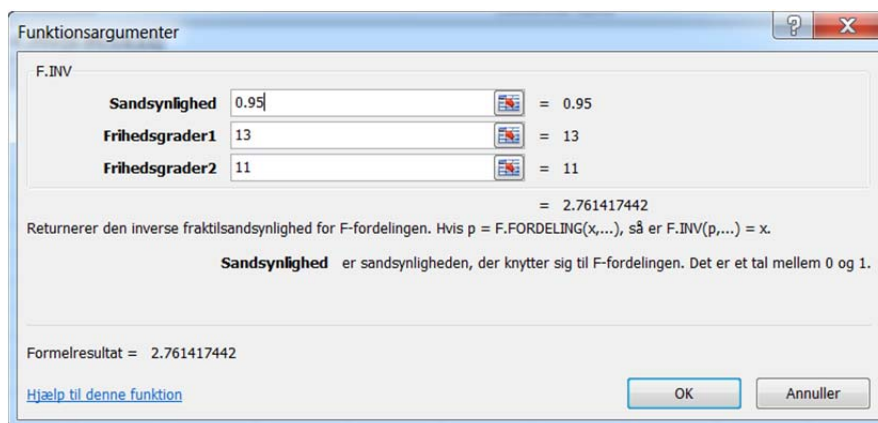 Funktionsargumenter
F.INV
Sandsynlighed 0.95 = 0.95
Frihedsgrader1 13 = 13
Frihedsgrader2 11 = 11
= 2.761417442
Returnerer den inverse fraktilsandsynlighed for F-fordelingen. Hvis p = F.FORDELING(x,...), så er F.INV(p,...) = x.
Sandsynlighed er sandsynligheden, der knytter sig til F-fordelingen. Det er et tal mellem 0 og 1.
Formelresultat = 2.761417442
Hjælp til denne funktion OK Annuller